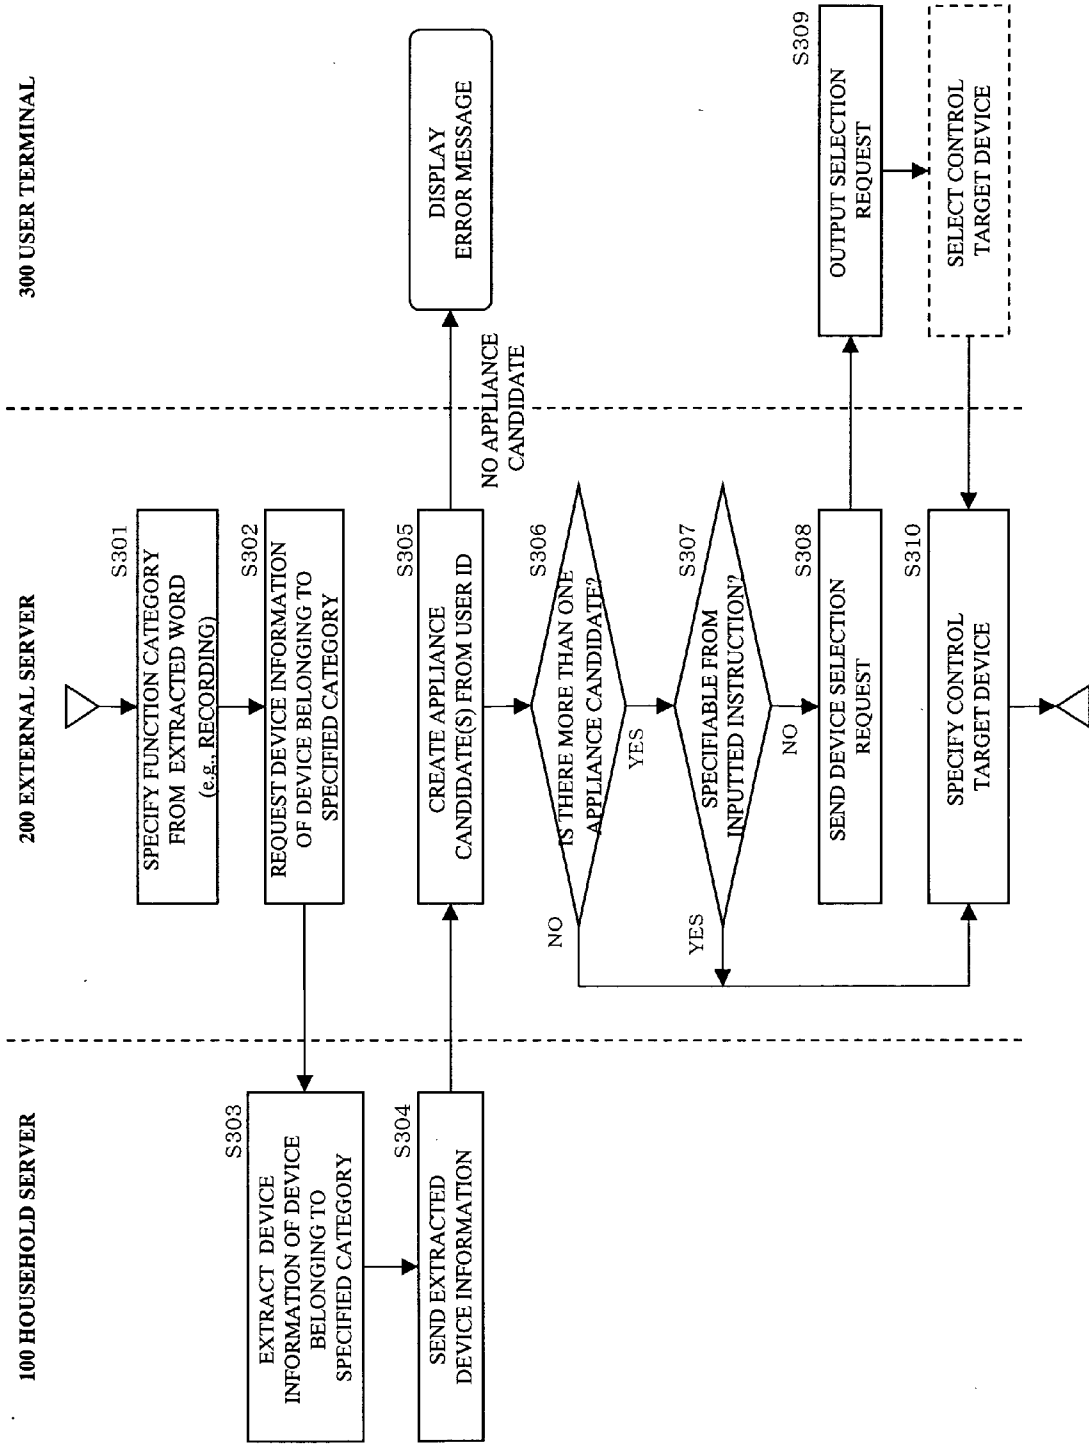 100 HOUSEHOLD SERVER
200 EXTERNAL SERVER
300 USER TERMINAL
S301
SPECIFY FUNCTION CATEGORY
FROM EXTRACTED WORD
(e.g., RECORDING)
S302
REQUEST DEVICE INFORMATION
OF DEVICE BELONGING TO
SPECIFIED CATEGORY
S303
EXTRACT DEVICE
INFORMATION OF DEVICE
BELONGING TO
SPECIFIED CATEGORY
S304
SEND EXTRACTED
DEVICE INFORMATION
S305
CREATE APPLIANCE
CANDIDATE(S) FROM USER ID
NO APPLIANCE
CANDIDATE
DISPLAY
ERROR MESSAGE
S306
IS THERE MORE THAN ONE
APPLIANCE CANDIDATE?
NO
YES
S307
SPECIFIABLE FROM
INPUTTED INSTRUCTION?
YES
NO
S308
SEND DEVICE SELECTION
REQUEST
S309
OUTPUT SELECTION
REQUEST
SELECT CONTROL
TARGET DEVICE
S310
SPECIFY CONTROL
TARGET DEVICE